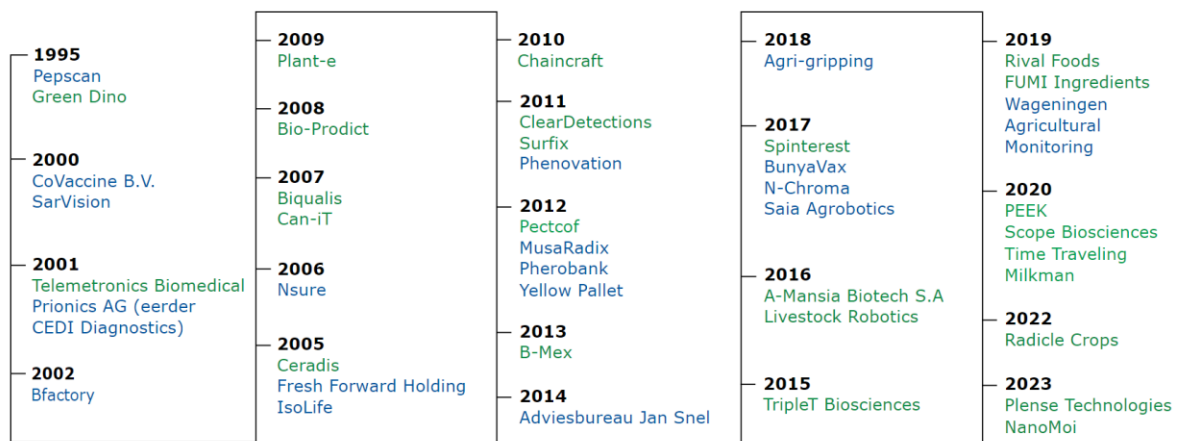 1995
Pepscan
Green Dino
2000
CoVaccine B.V.
SarVision
2001
Telemetronics Biomedical
Prionics AG (eerder
CEDI Diagnostics)
2002
Bfactory
2009
Plant-e
2008
Bio-Prodict
2007
Biqualis
Can-iT
2006
Nsure
2005
Ceradis
Fresh Forward Holding
IsoLife
2010
Chaincraft
2011
ClearDetections
Surfix
Phenovation
2012
Pectcof
MusaRadix
Pherobank
Yellow Pallet
2013
B-Mex
2014
Adviesbureau Jan Snel
2018
Agri-gripping
2017
Spinterest
BunyaVax
N-Chroma
Saia Agrobotics
2016
A-Mansia Biotech S.A
Livestock Robotics
2015
TripleT Biosciences
2019
Rival Foods
FUMI Ingredients
Wageningen
Agricultural
Monitoring
2020
PEEK
Scope Biosciences
Time Traveling
Milkman
2022
Radicle Crops
2023
Plense Technologies
NanoMoi